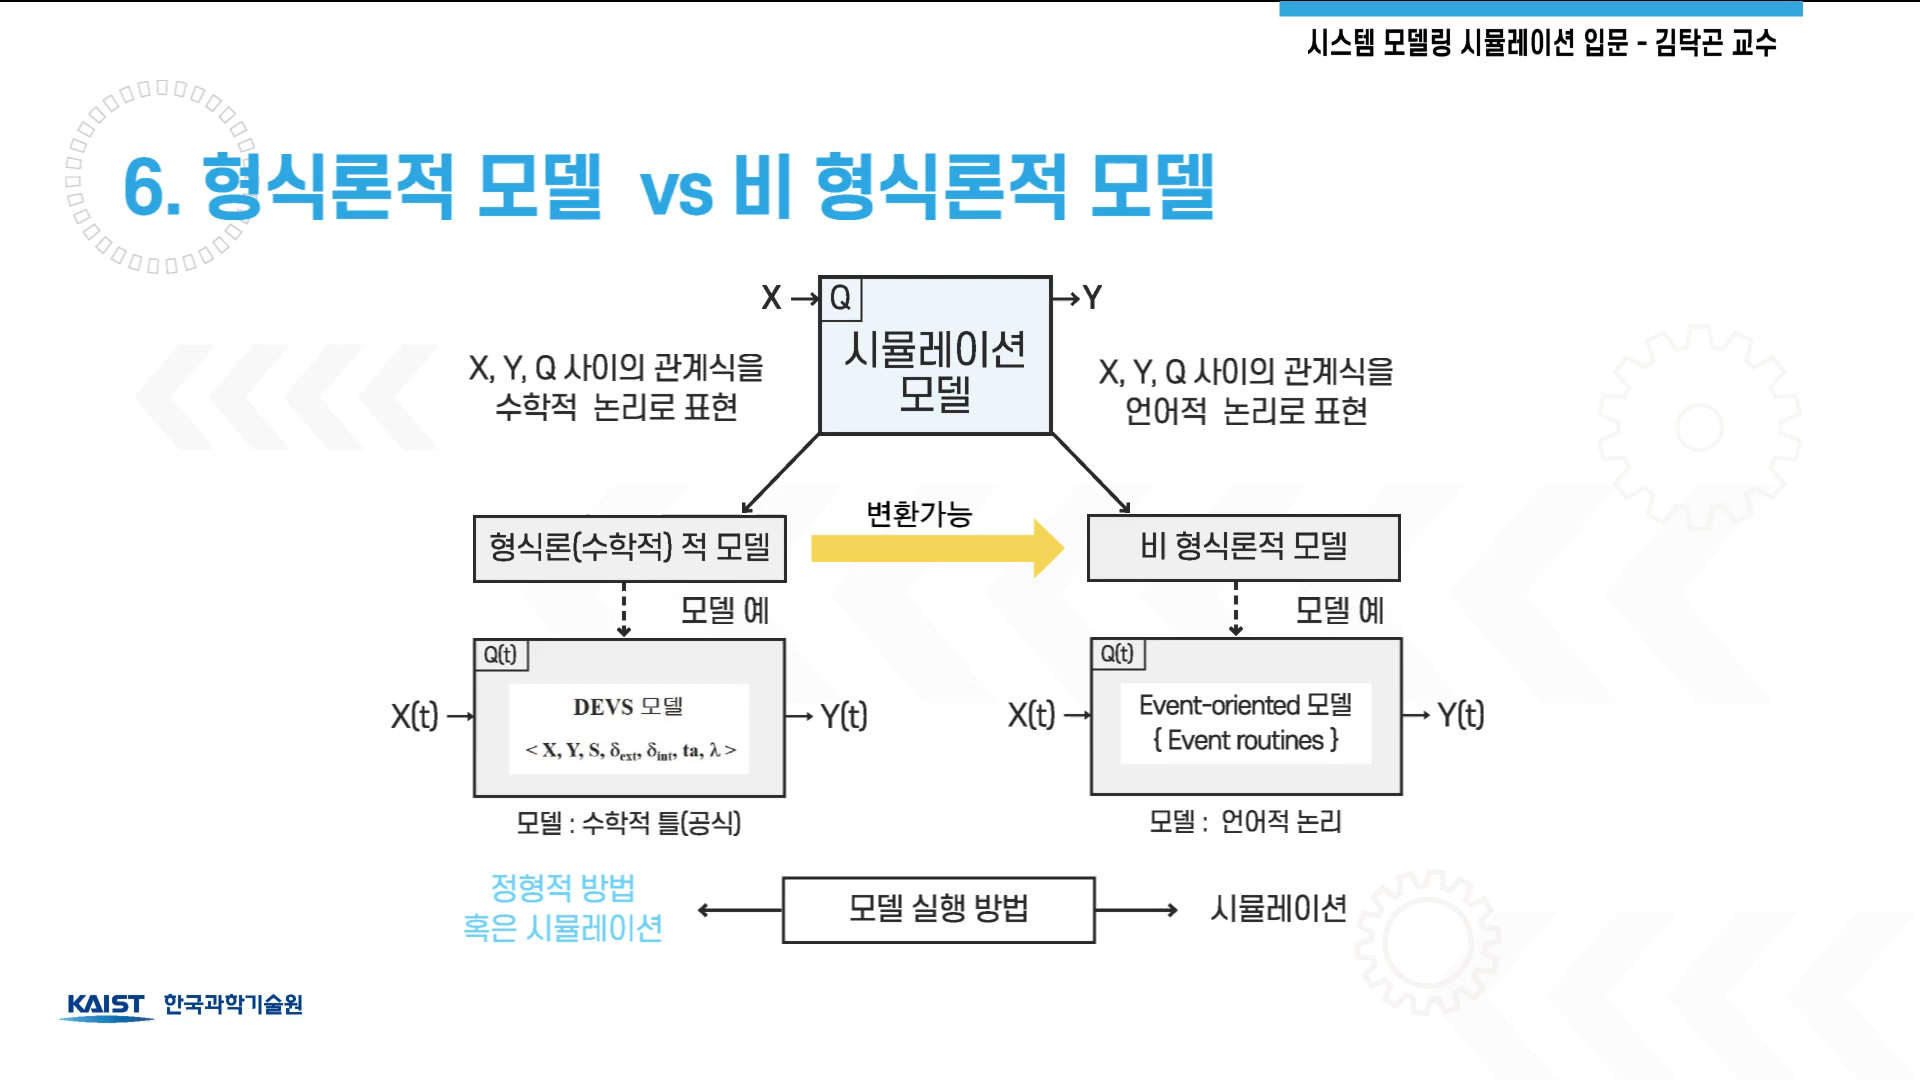 시스템 모델링 시뮬레이션 입문 - 김탁곤 교수
6. 형식론적 모델 vs 비 형식론적 모델
X
Q
Y
시뮬레이션
모델
X, Y, Q 사이의 관계식을
수학적 논리로 표현
X, Y, Q 사이의 관계식을
언어적 논리로 표현
형식론(수학적) 적 모델
변환가능
비 형식론적 모델
모델 예
모델 예
Q(t)
X(t)
DEVS 모델
< X, Y, S, δext, δint, ta, λ >
Y(t)
Q(t)
X(t)
Event-oriented 모델
{ Event routines }
Y(t)
모델 : 수학적 틀(공식)
모델 : 언어적 논리
정형적 방법
혹은 시뮬레이션
모델 실행 방법
시뮬레이션
KAIST 한국과학기술원